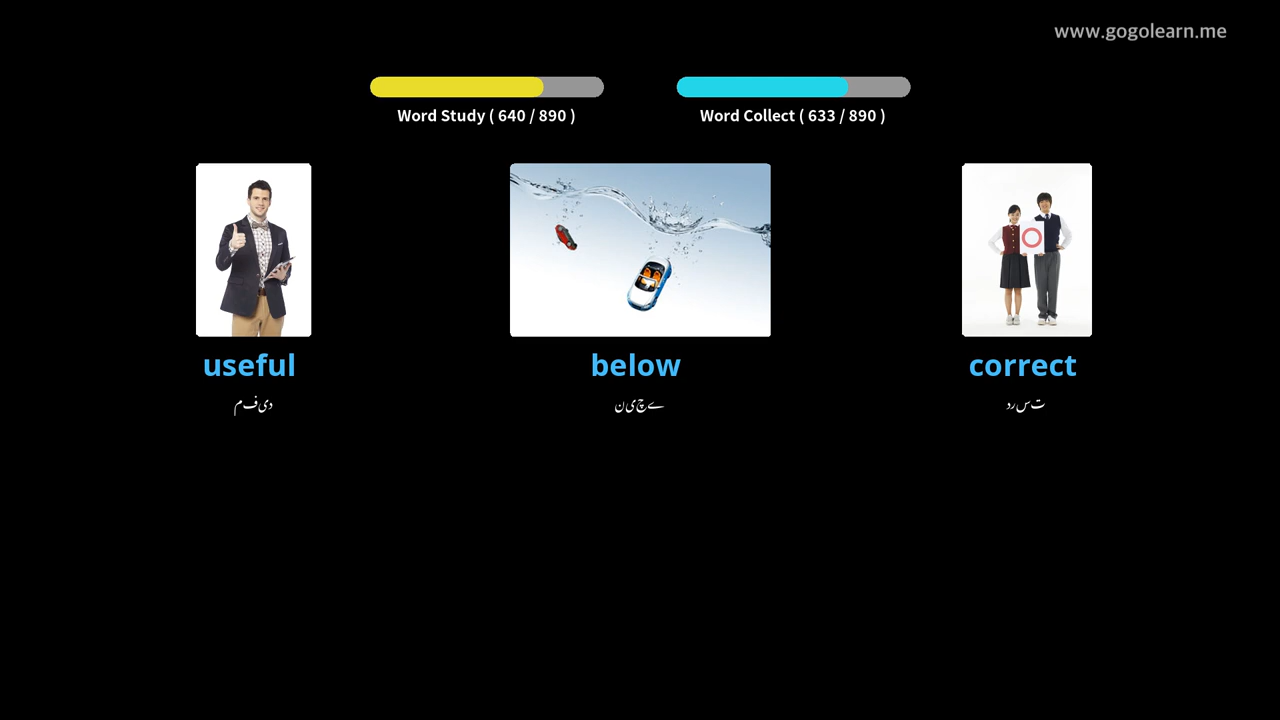 www.gogolearn.me
Word Study ( 640 / 890 )
Word Collect ( 633 / 890 )
useful
below
correct
مفید
نیچے
درست